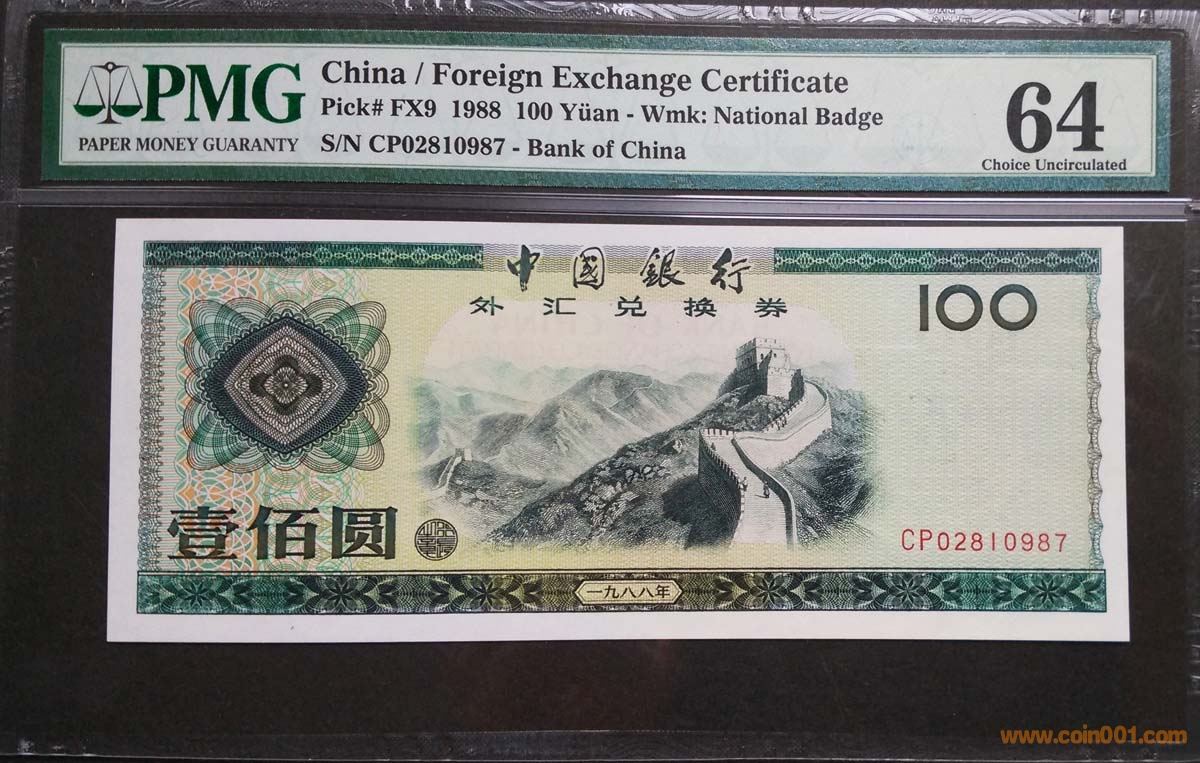 PMG
PAPER MONEY GUARANTY
China / Foreign Exchange Certificate
Pick# FX9 1988 100 Yüan - Wmk: National Badge
S/N CP02810987 - Bank of China
64
Choice Uncirculated
中國銀行
外汇兑换券
100
壹佰圆
CP02810987
一九八八年
www.coin001.com